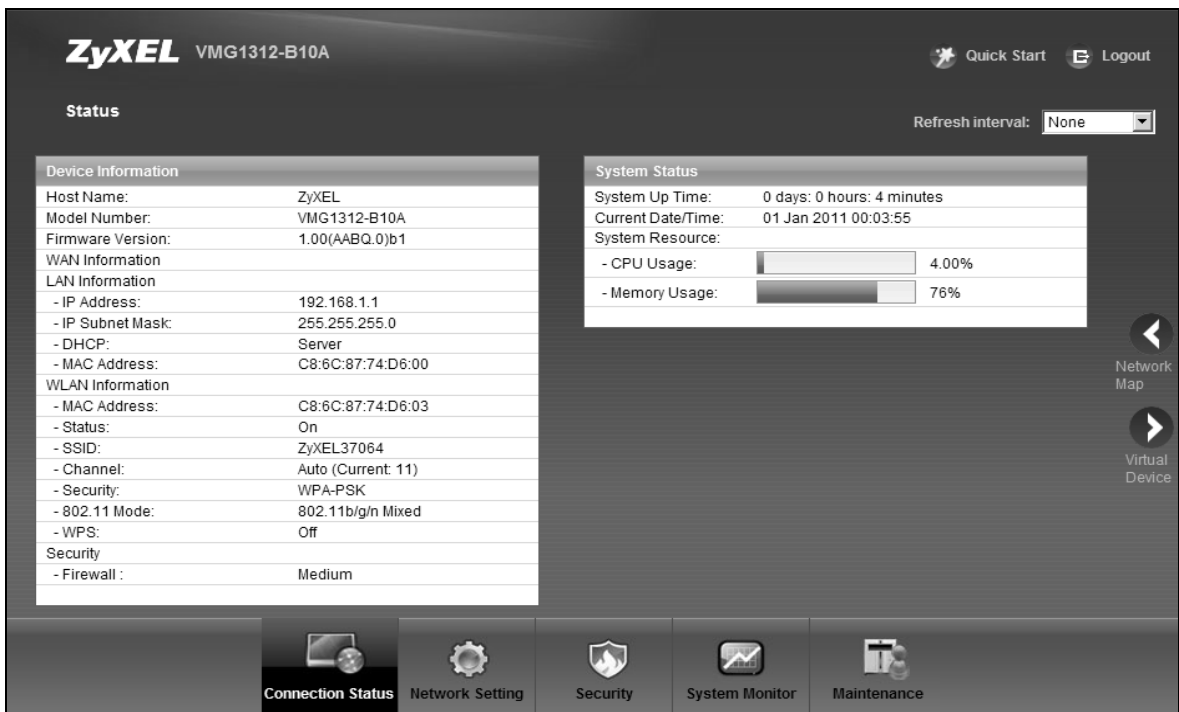 ZyXEL VMG1312-B10A
Quick Start Logout
Status
Refresh interval: None
Device Information
Host Name: ZyXEL
Model Number: VMG1312-B10A
Firmware Version: 1.00(AABQ.0)b1
WAN Information
LAN Information
- IP Address: 192.168.1.1
- IP Subnet Mask: 255.255.255.0
- DHCP: Server
- MAC Address: C8:6C:87:74:D6:00
WLAN Information
- MAC Address: C8:6C:87:74:D6:03
- Status: On
- SSID: ZyXEL37064
- Channel: Auto (Current: 11)
- Security: WPA-PSK
- 802.11 Mode: 802.11b/g/n Mixed
- WPS: Off
Security
- Firewall : Medium
System Status
System Up Time: 0 days: 0 hours: 4 minutes
Current Date/Time: 01 Jan 2011 00:03:55
System Resource:
- CPU Usage: 4.00%
- Memory Usage: 76%
Network
Map
Virtual
Device
Connection Status Network Setting Security System Monitor Maintenance